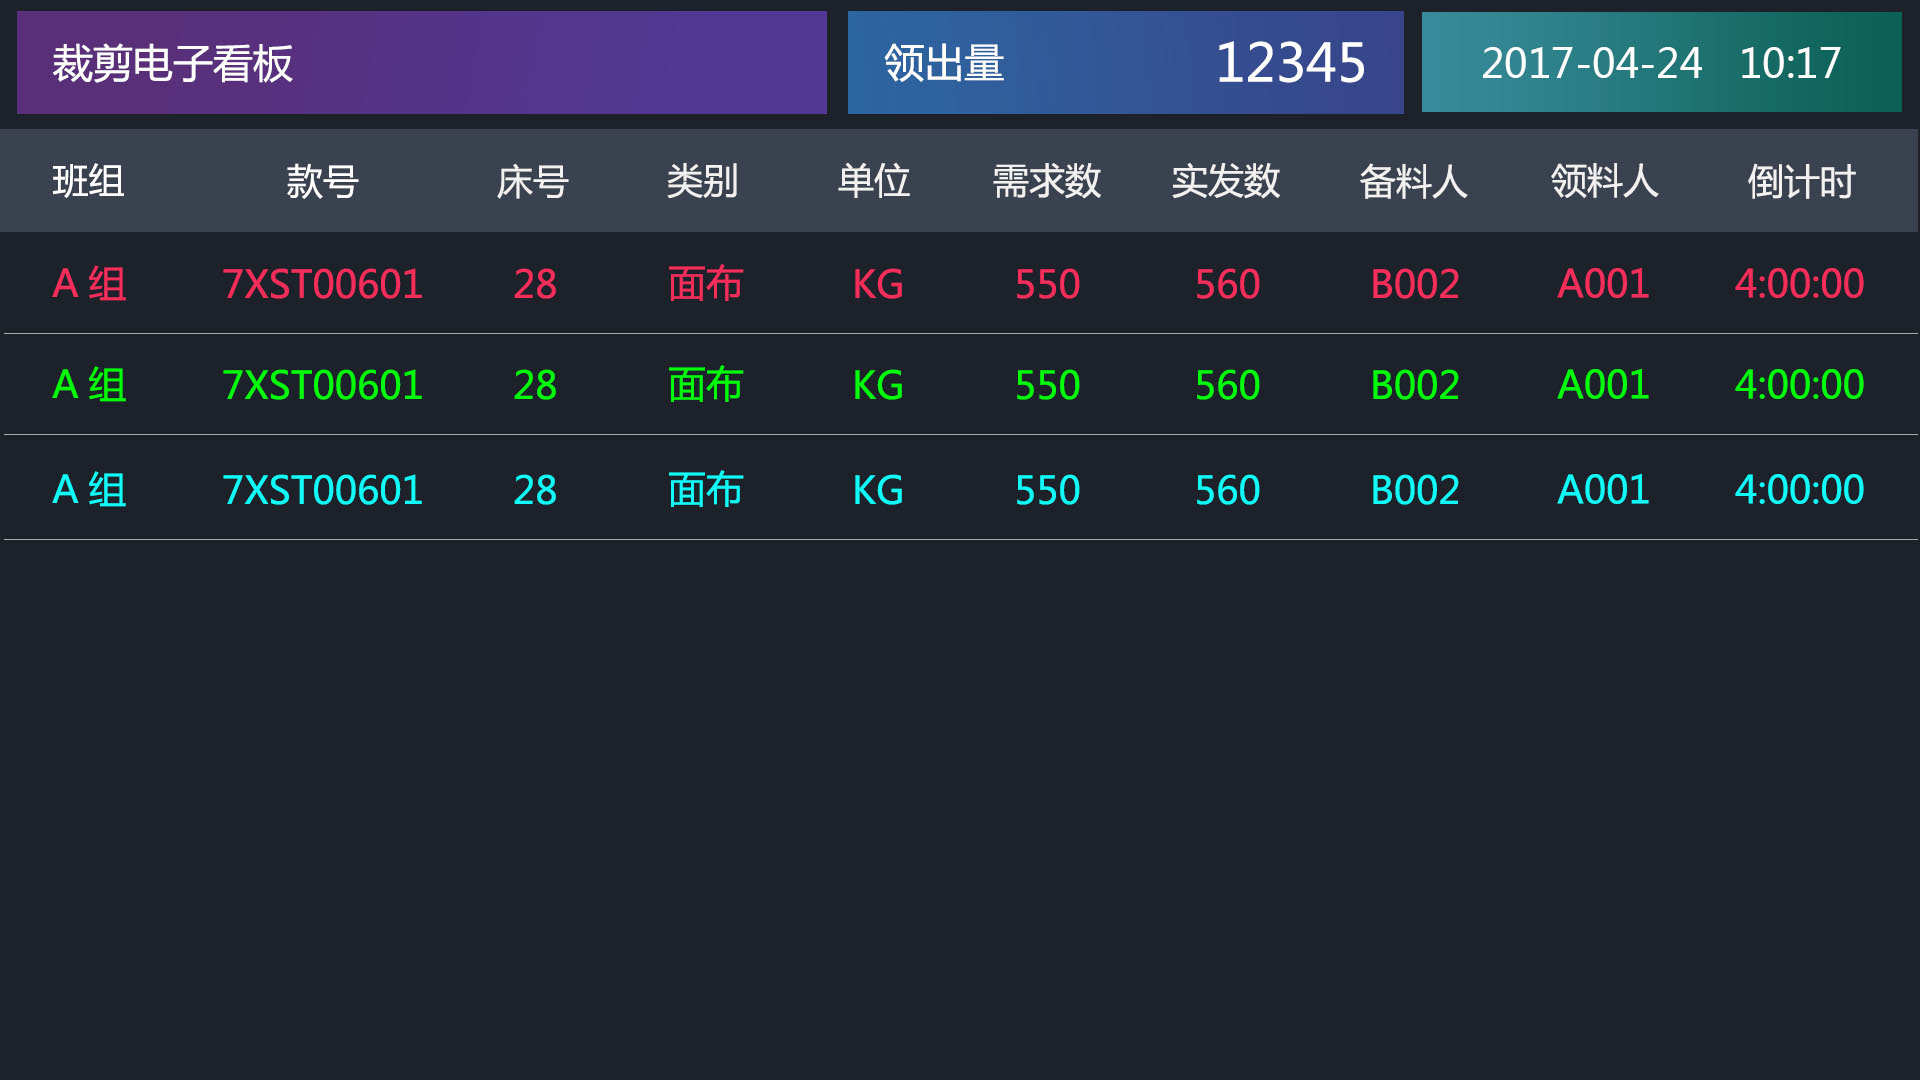 裁剪电子看板 领出量 12345 2017-04-24 10:17
班组 款号 床号 类别 单位 需求数 实发数 备料人 领料人 倒计时
A 组 7XST00601 28 面布 KG 550 560 B002 A001 4:00:00
A 组 7XST00601 28 面布 KG 550 560 B002 A001 4:00:00
A 组 7XST00601 28 面布 KG 550 560 B002 A001 4:00:00